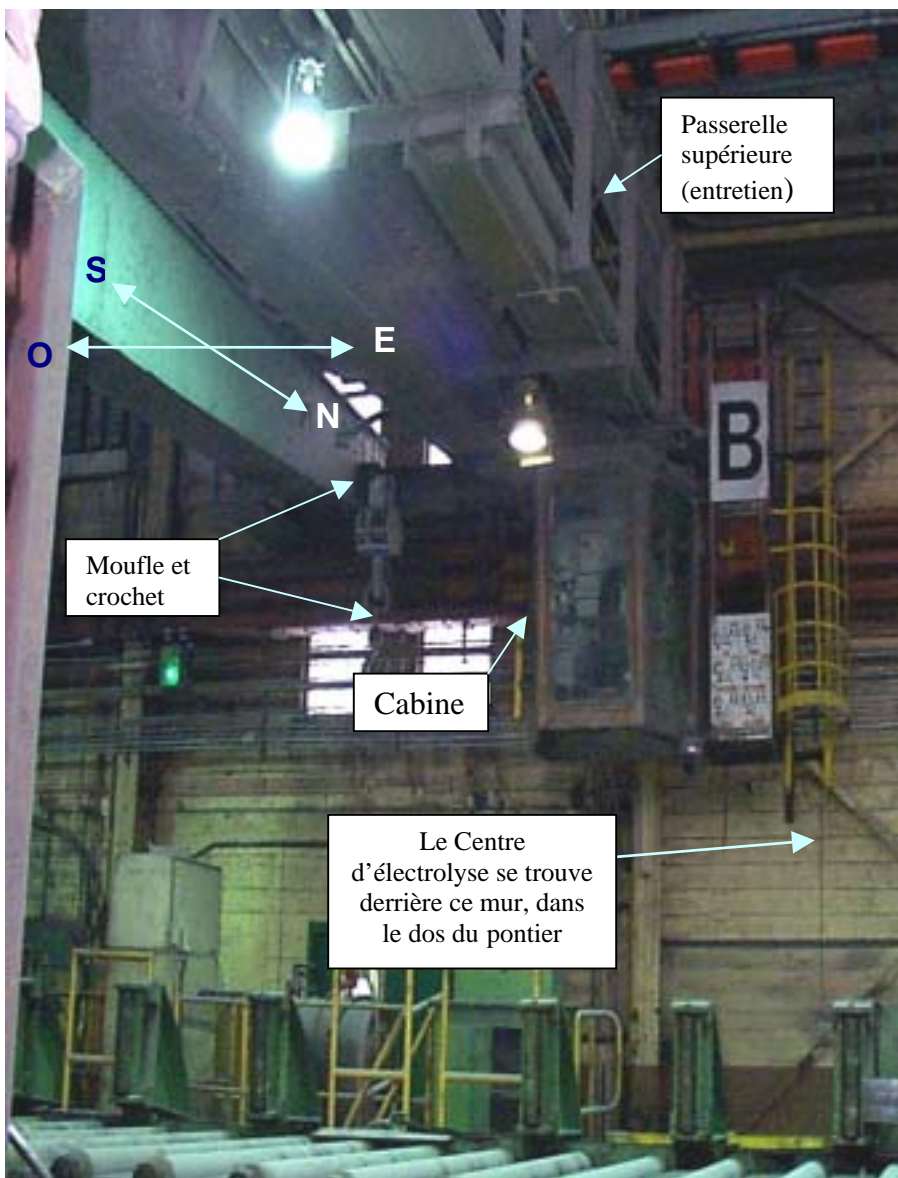 Passerelle
supérieure
(entretien)
S
E
O
N
B
Moufle et
crochet
Cabine
Le Centre
d'électrolyse se trouve
derrière ce mur, dans
le dos du pontier